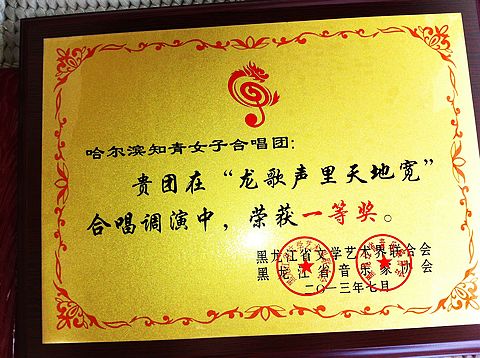 哈尔滨知青女子合唱团：
贵团在“龙歌声里天地宽”
合唱调演中，荣获一等奖。
黑龙江省文学艺术界联合会
黑龙江省音乐家协会
二〇一三年七月